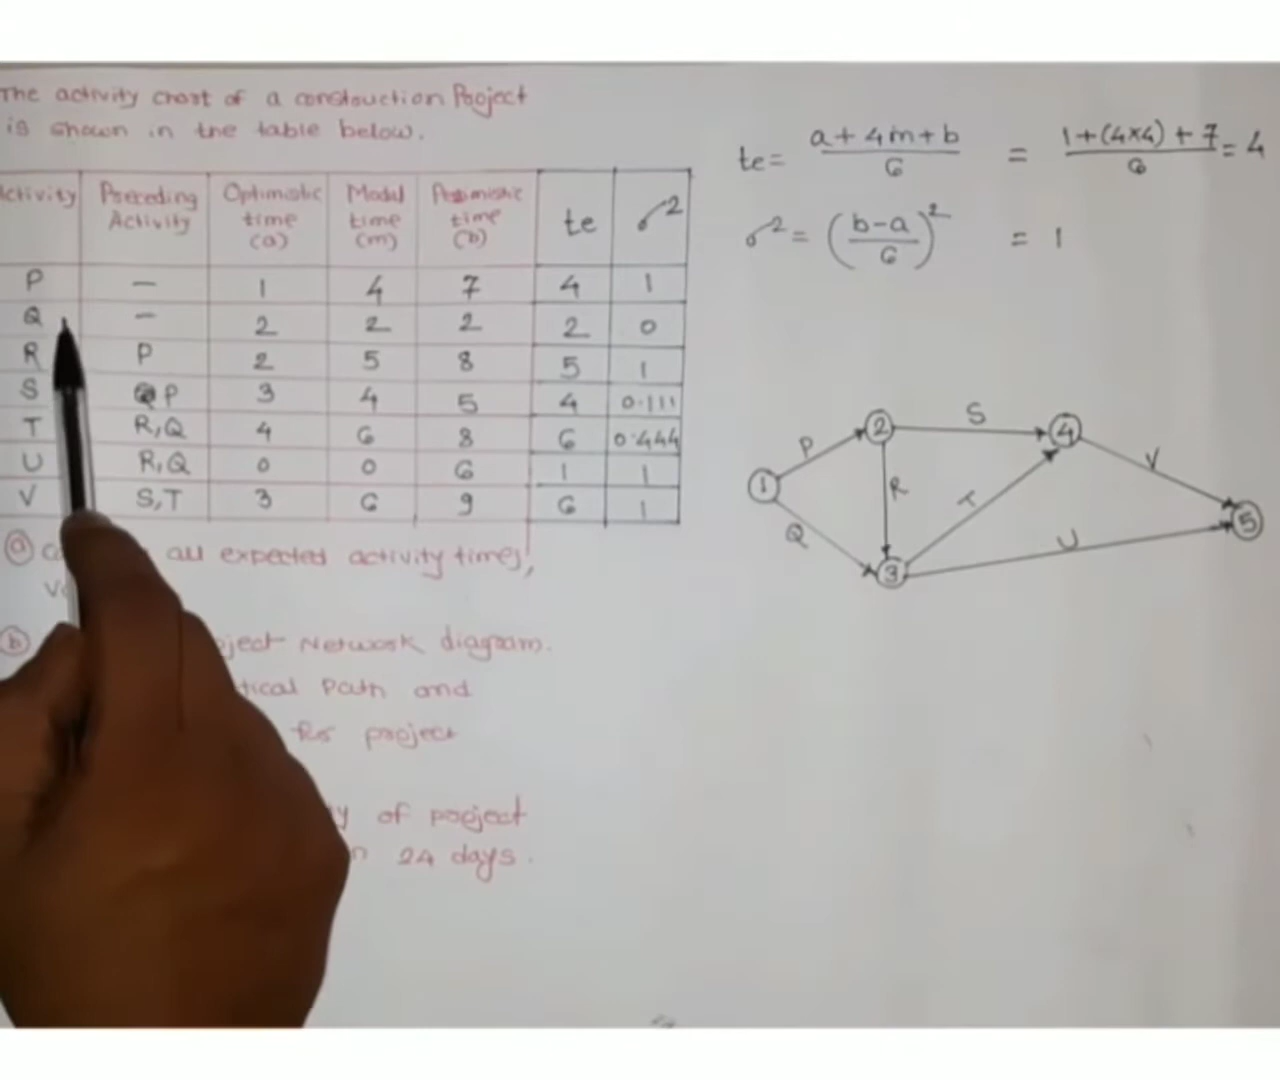 The activity chart of a construction Project
is shown in the table below.
Activity Preceding Activity Optimistic time (a) Modul time (m) Pessimistic time (b) te σ²
P — 1 4 7 4 1
Q — 2 2 2 2 0
R P 2 5 8 5 1
S P 3 4 5 4 0.111
T R,Q 4 6 8 6 0.444
U R,Q 0 0 6 1 1
V S,T 3 6 9 6 1
(a) all expected activity times,
(b) Network diagram.
Path and
for project
of project
24 days.
te = a + 4m + b / 6 = 1 + (4×4) + 7 / 6 = 4
σ² = (b-a / 6)² = 1
1 P 2 S 4 V 5
Q R T U
3